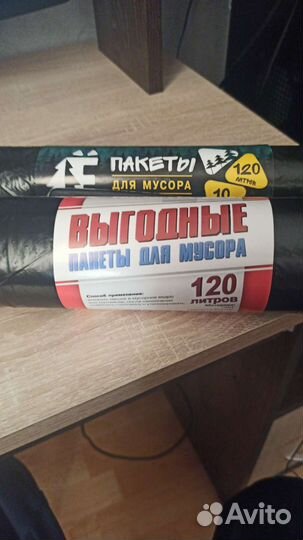 ПАКЕТЫ
ДЛЯ МУСОРА
120
ЛИТРОВ
10
ВЫГОДНЫЕ
ПАКЕТЫ ДЛЯ МУСОРА
120
ЛИТРОВ
Способ применения:
Avito